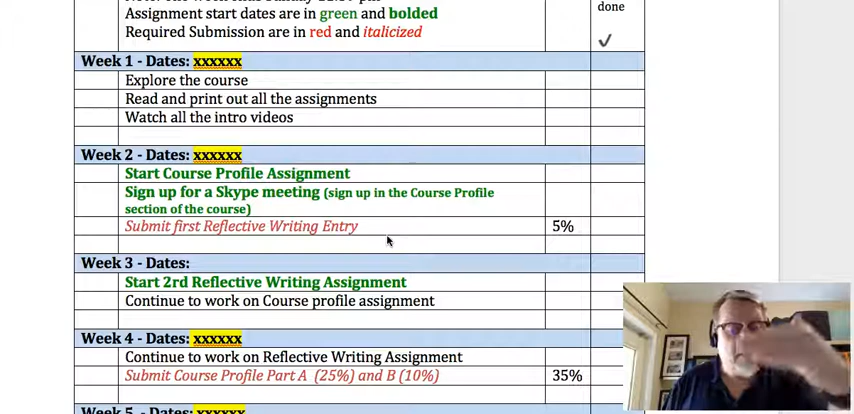 Assignment start dates are in green and bolded
done
Required Submission are in red and italicized
✓
Week 1 - Dates: xxxxxx
Explore the course
Read and print out all the assignments
Watch all the intro videos
Week 2 - Dates: xxxxxx
Start Course Profile Assignment
Sign up for a Skype meeting (sign up in the Course Profile
section of the course)
Submit first Reflective Writing Entry 5%
Week 3 - Dates:
Start 2rd Reflective Writing Assignment
Continue to work on Course profile assignment
Week 4 - Dates: xxxxxx
Continue to work on Reflective Writing Assignment
Submit Course Profile Part A (25%) and B (10%) 35%
Week 5 - Dates: xxxxxx